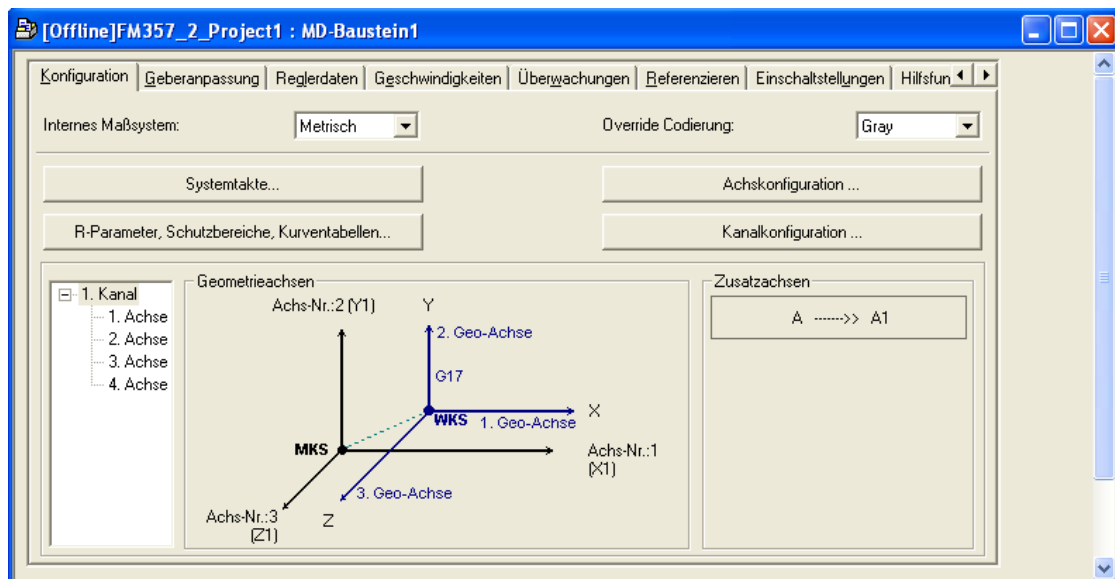 [Offline]FM357_2_Project1 : MD-Baustein1
Konfiguration Geberanpassung Reglerdaten Geschwindigkeiten Überwachungen Referenzieren Einschaltstellungen Hilfsfun
Internes Maßsystem: Metrisch Override Codierung: Gray
Systemtakte... Achskonfiguration ...
R-Parameter, Schutzbereiche, Kurventabellen... Kanalkonfiguration ...
1. Kanal
1. Achse
2. Achse
3. Achse
4. Achse
Geometrieachsen
Achs-Nr.:2 (Y1) Y
2. Geo-Achse
G17
X
WKS 1. Geo-Achse
MKS
Achs-Nr.:1
(X1)
3. Geo-Achse
Achs-Nr.:3
(Z1)
Z
Zusatzachsen
A ------>> A1